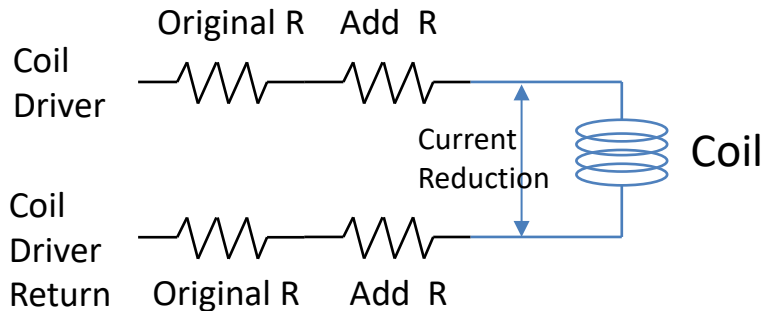 Original R Add R
Coil
Driver
Current
Reduction
Coil
Coil
Driver
Return
Original R Add R